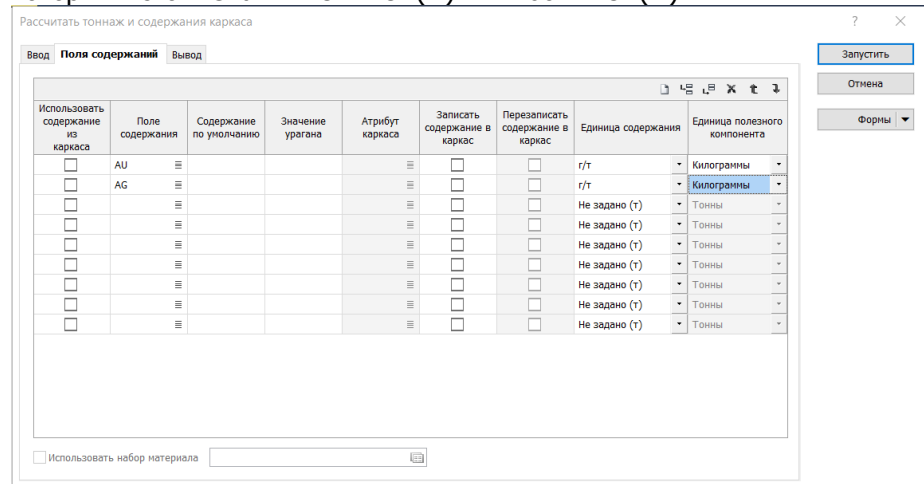 Рассчитать тоннаж и содержания каркаса
?
Ввод Поля содержаний Вывод
Запустить
Отмена
Формы
Использовать содержание из каркаса
Поле содержания
Содержание по умолчанию
Значение урагана
Атрибут каркаса
Записать содержание в каркас
Перезаписать содержание в каркас
Единица содержания
Единица полезного компонента
AU г/т Килограммы
AG г/т Килограммы
Не задано (т) Тонны
Не задано (т) Тонны
Не задано (т) Тонны
Не задано (т) Тонны
Не задано (т) Тонны
Не задано (т) Тонны
Не задано (т) Тонны
Использовать набор материала